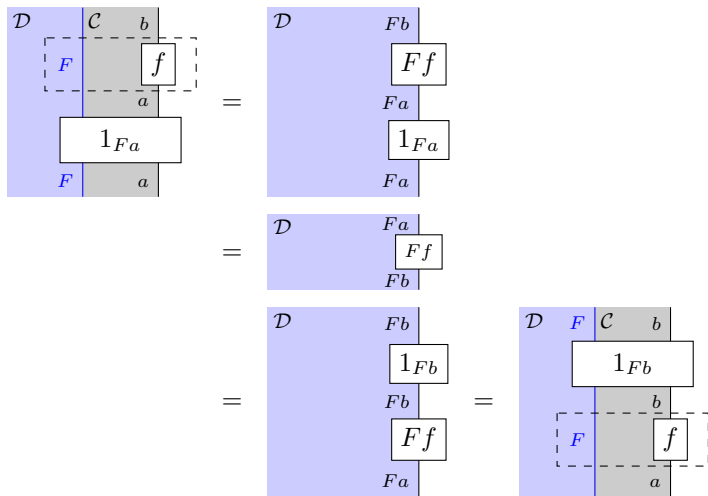 𝒟 𝒞 b 𝒟 Fb
F f Ff
a = Fa
1_{Fa} 1_{Fa}
F a Fa
𝒟 Fa
= Ff
Fb
𝒟 Fb 𝒟 F 𝒞 b
1_{Fb} 1_{Fb}
= Fb = b
Ff F f
Fa a